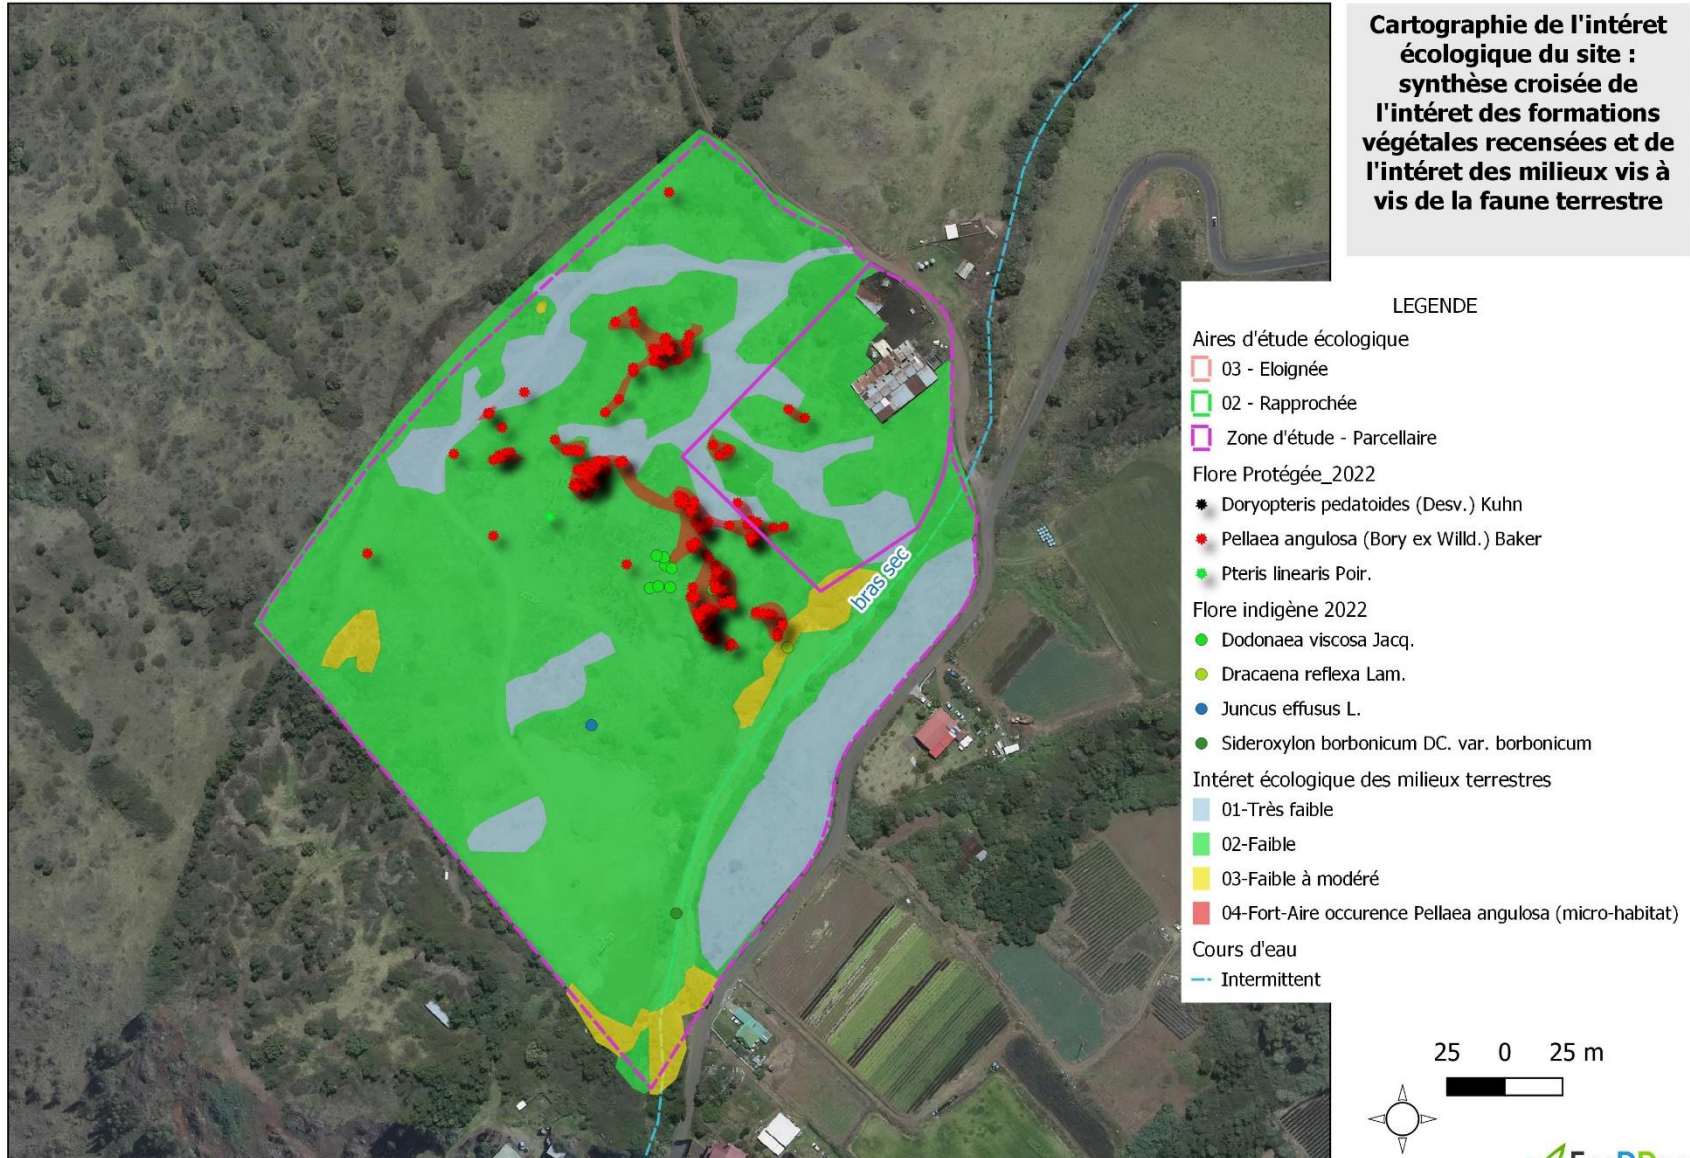 Cartographie de l'intéret
écologique du site :
synthèse croisée de
l'intéret des formations
végétales recensées et de
l'intéret des milieux vis à
vis de la faune terrestre
LEGENDE
Aires d'étude écologique
03 - Eloignée
02 - Rapprochée
Zone d'étude - Parcellaire
Flore Protégée_2022
Doryopteris pedatoides (Desv.) Kuhn
Pellaea angulosa (Bory ex Willd.) Baker
Pteris linearis Poir.
Flore indigène 2022
Dodonaea viscosa Jacq.
Dracaena reflexa Lam.
Juncus effusus L.
Sideroxylon borbonicum DC. var. borbonicum
Intéret écologique des milieux terrestres
01-Très faible
02-Faible
03-Faible à modéré
04-Fort-Aire occurence Pellaea angulosa (micro-habitat)
Cours d'eau
Intermittent
bras sec
25 0 25 m